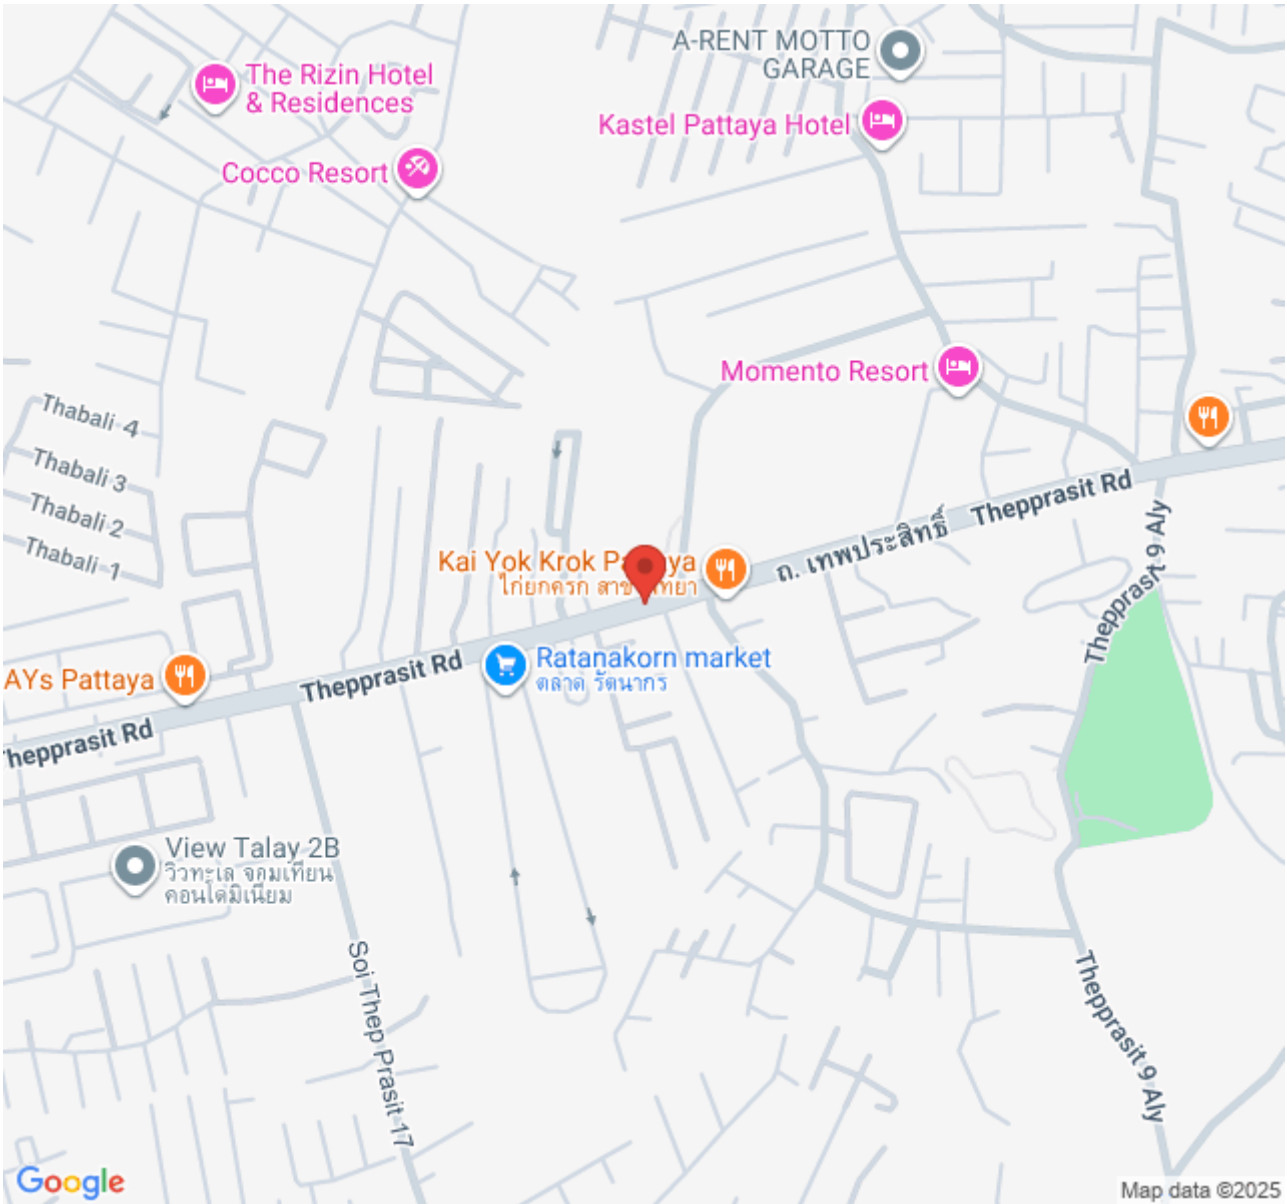 A-RENT MOTTO
GARAGE
The Rizin Hotel
& Residences
Kastel Pattaya Hotel
Cocco Resort
Momento Resort
Thabali 4
Thabali 3
Thabali 2
Thabali 1
Thepprasit Rd
ถ. เทพประสิทธิ์
Thepprasit 9 Aly
Kai Yok Krok
ไก่ยกครก
Ratanakorn market
ตลาด รัตนากร
Thepprasit Rd
AYs Pattaya
Thepprasit Rd
View Talay 2B
วิวทะเล จอมเทียน
คอนโดมิเนียม
Soi Thep Prasit 17
Thepprasit 9 Aly
Google
Map data ©2025